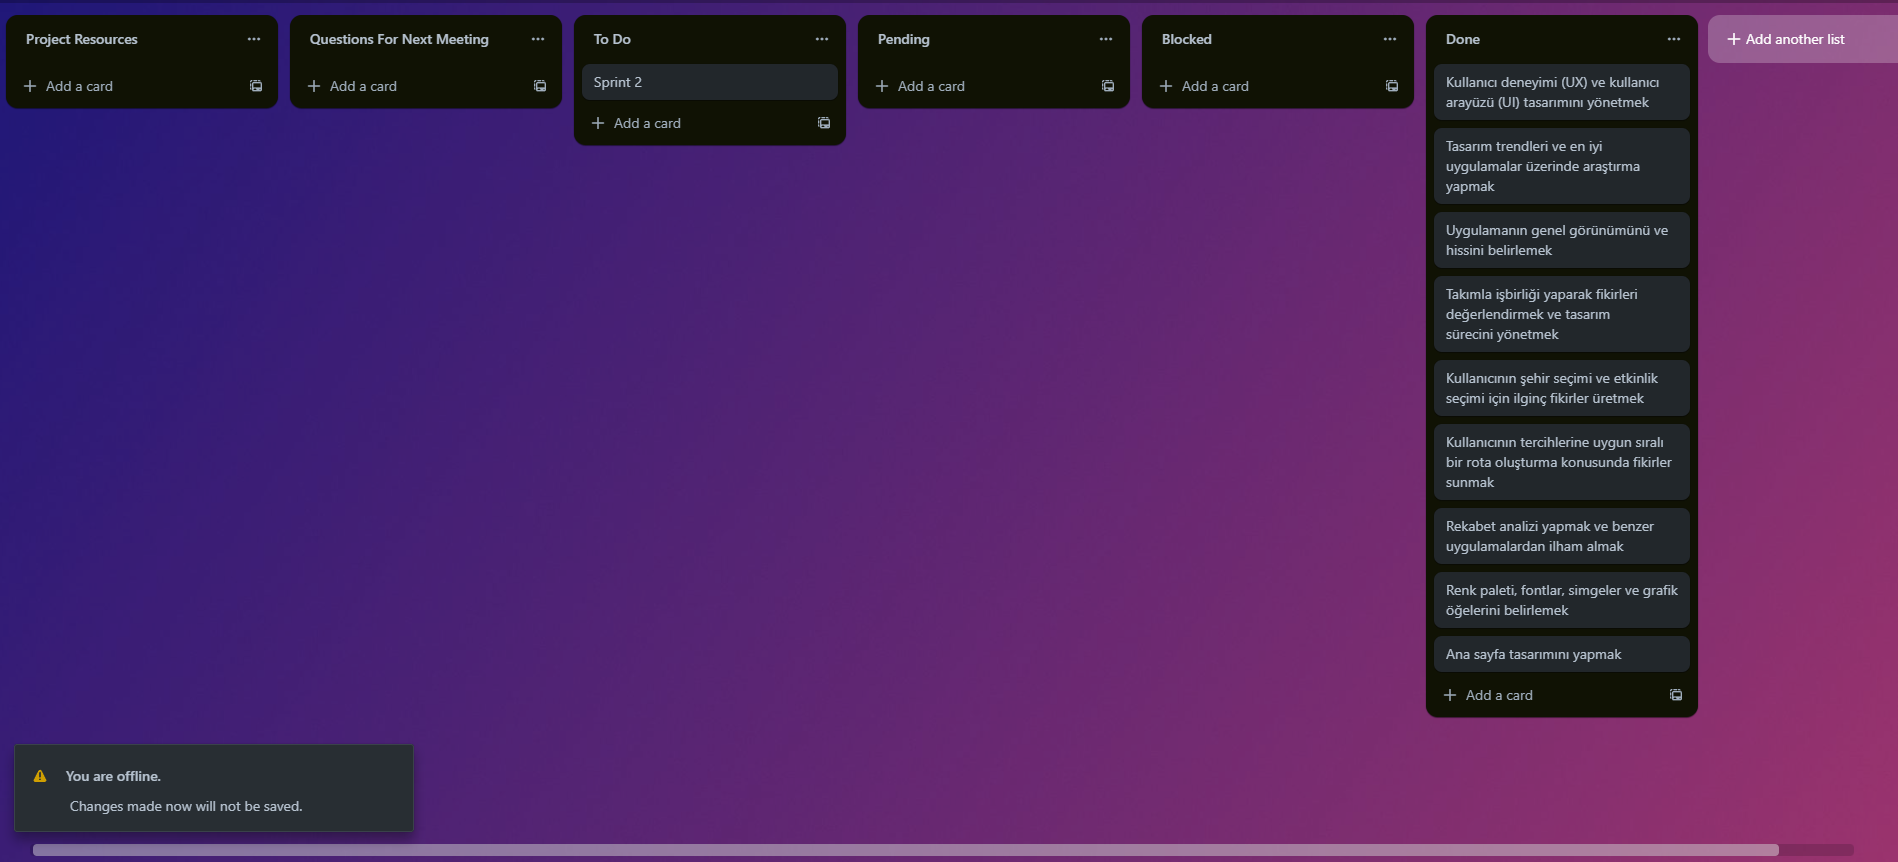 Project Resources
Add a card
Questions For Next Meeting
Add a card
To Do
Sprint 2
Add a card
Pending
Add a card
Blocked
Add a card
Done
Kullanıcı deneyimi (UX) ve kullanıcı
arayüzü (UI) tasarımını yönetmek
Tasarım trendleri ve en iyi
uygulamalar üzerinde araştırma
yapmak
Uygulamanın genel görünümünü ve
hissini belirlemek
Takımla işbirliği yaparak fikirleri
değerlendirmek ve tasarım
sürecini yönetmek
Kullanıcının şehir seçimi ve etkinlik
seçimi için ilginç fikirler üretmek
Kullanıcının tercihlerine uygun sıralı
bir rota oluşturma konusunda fikirler
sunmak
Rekabet analizi yapmak ve benzer
uygulamalardan ilham almak
Renk paleti, fontlar, simgeler ve grafik
öğelerini belirlemek
Ana sayfa tasarımını yapmak
Add a card
Add another list
You are offline.
Changes made now will not be saved.